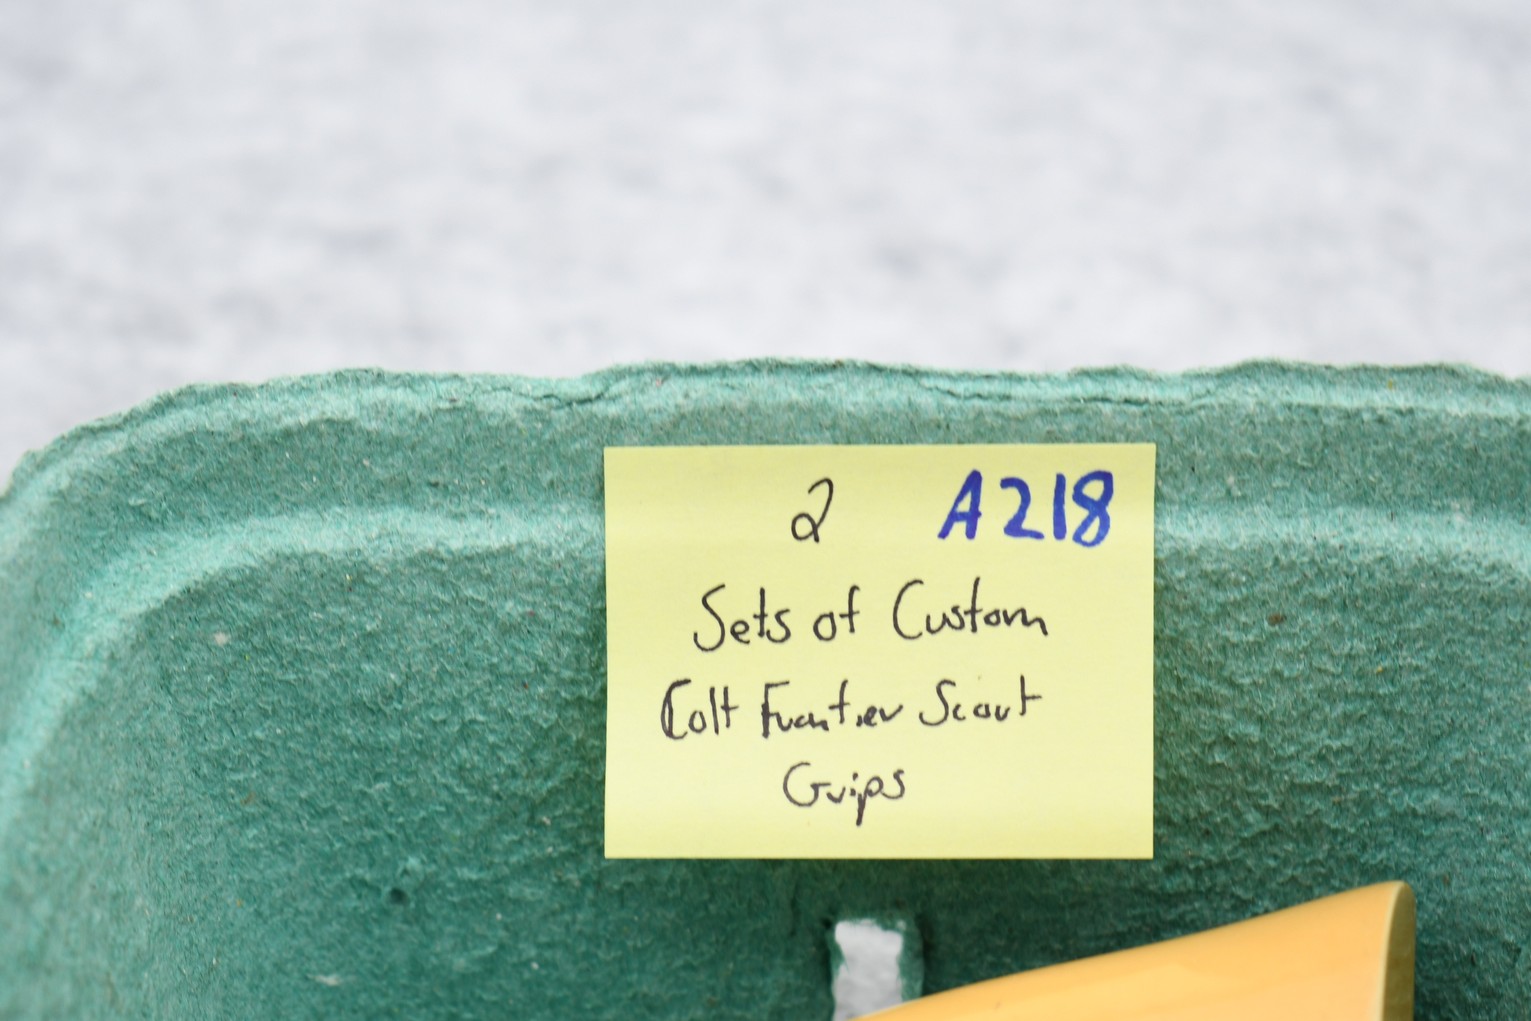 2 A218
Sets of Custom
Colt Frontier Scout
Grips